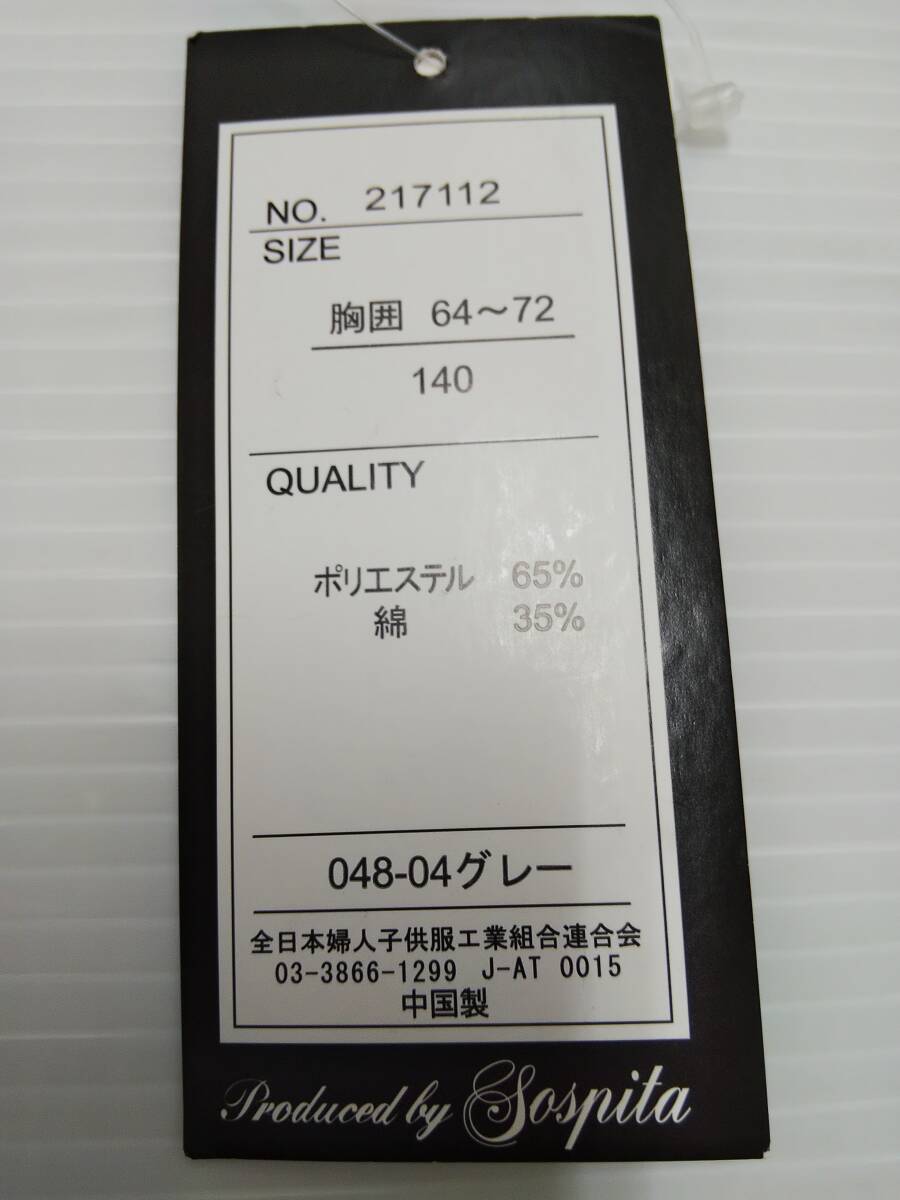 NO. 217112
SIZE
胸囲 64～72
140
QUALITY
ポリエステル 65%
綿 35%
048-04グレー
全日本婦人子供服工業組合連合会
03-3866-1299 J-AT 0015
中国製
Produced by Sospita